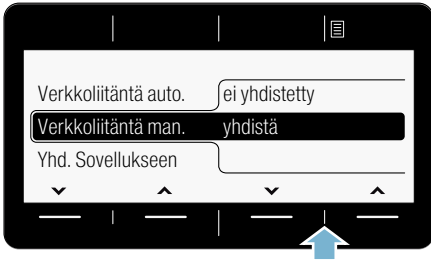 Verkkoliitäntä auto. ei yhdistetty
Verkkoliitäntä man. yhdistä
Yhd. Sovellukseen